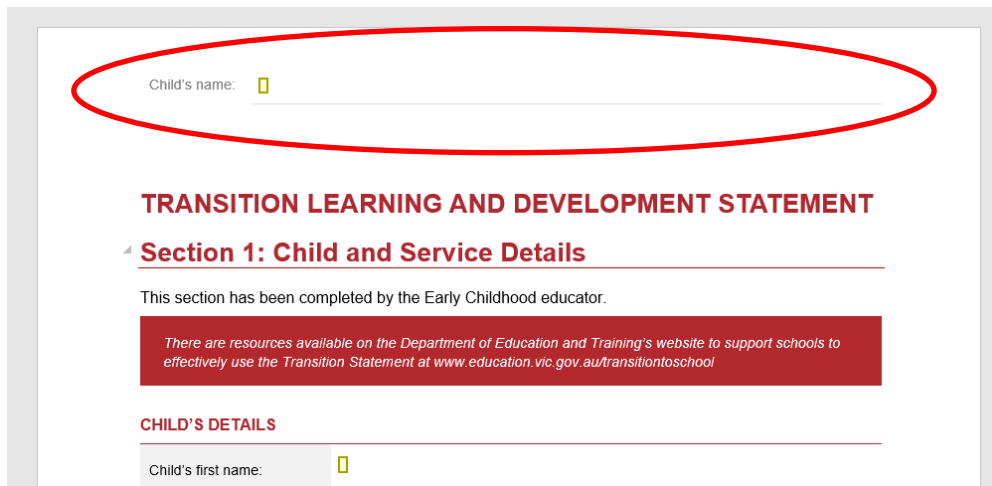 Child's name:
TRANSITION LEARNING AND DEVELOPMENT STATEMENT
Section 1: Child and Service Details
This section has been completed by the Early Childhood educator.
There are resources available on the Department of Education and Training's website to support schools to
effectively use the Transition Statement at www.education.vic.gov.au/transitiontoschool
CHILD'S DETAILS
Child's first name: